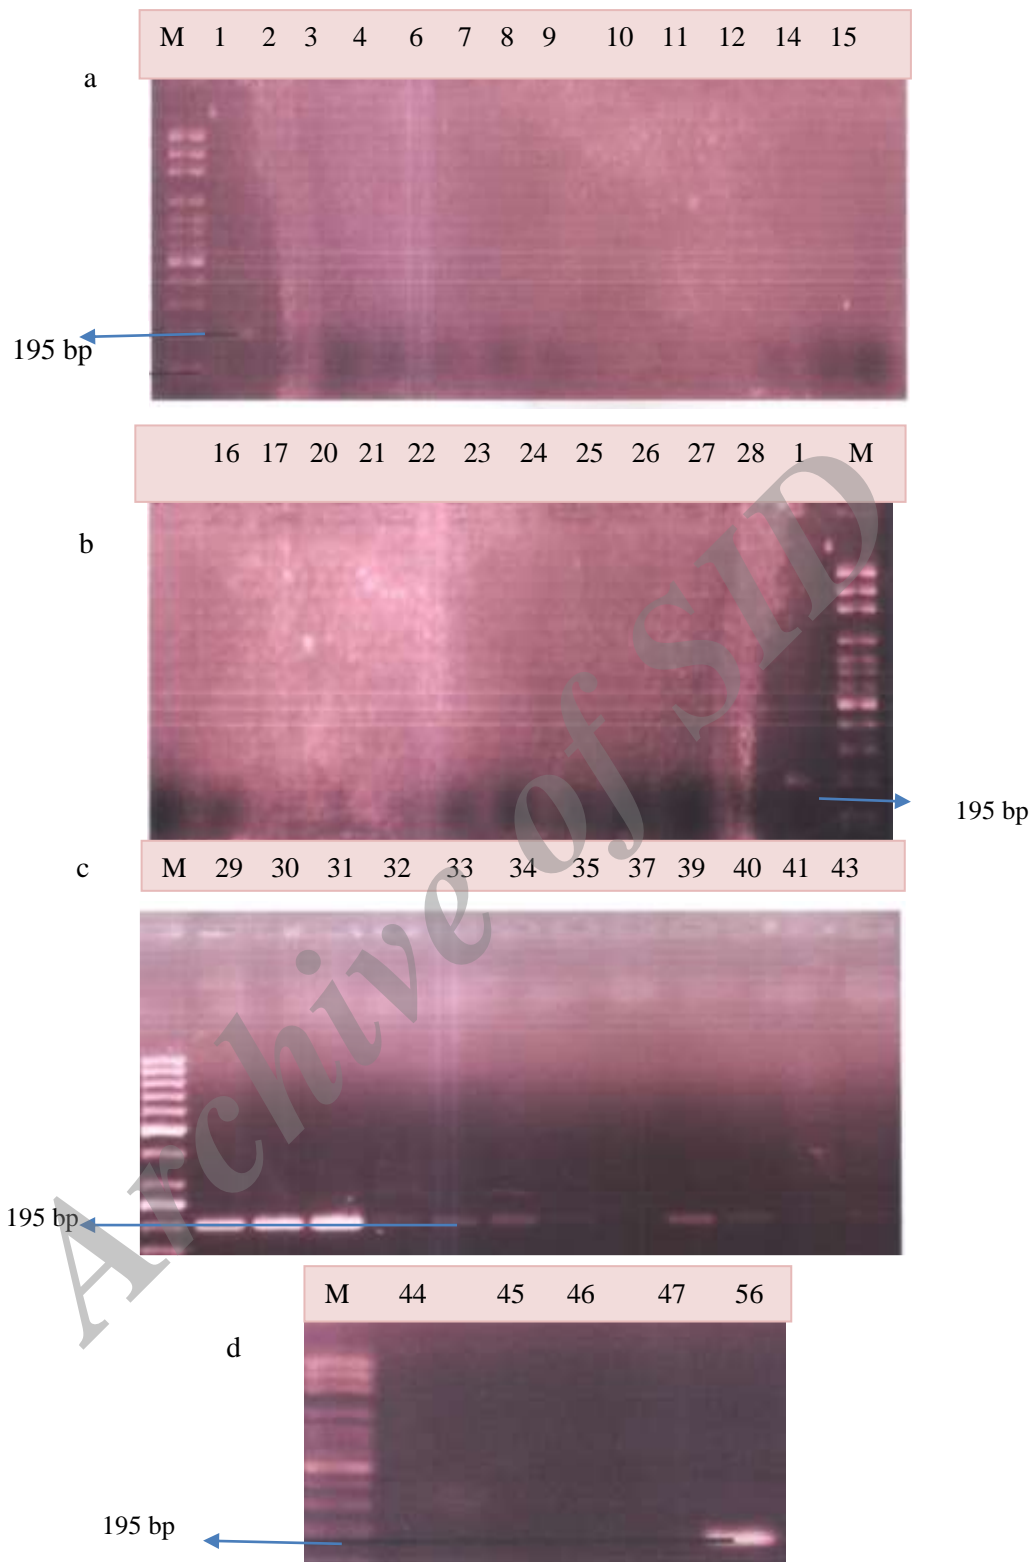 M 1 2 3 4 6 7 8 9 10 11 12 14 15
a
195 bp
16 17 20 21 22 23 24 25 26 27 28 1 M
b
195 bp
c
M 29 30 31 32 33 34 35 37 39 40 41 43
195 bp
M 44 45 46 47 56
d
195 bp
Archive of SID